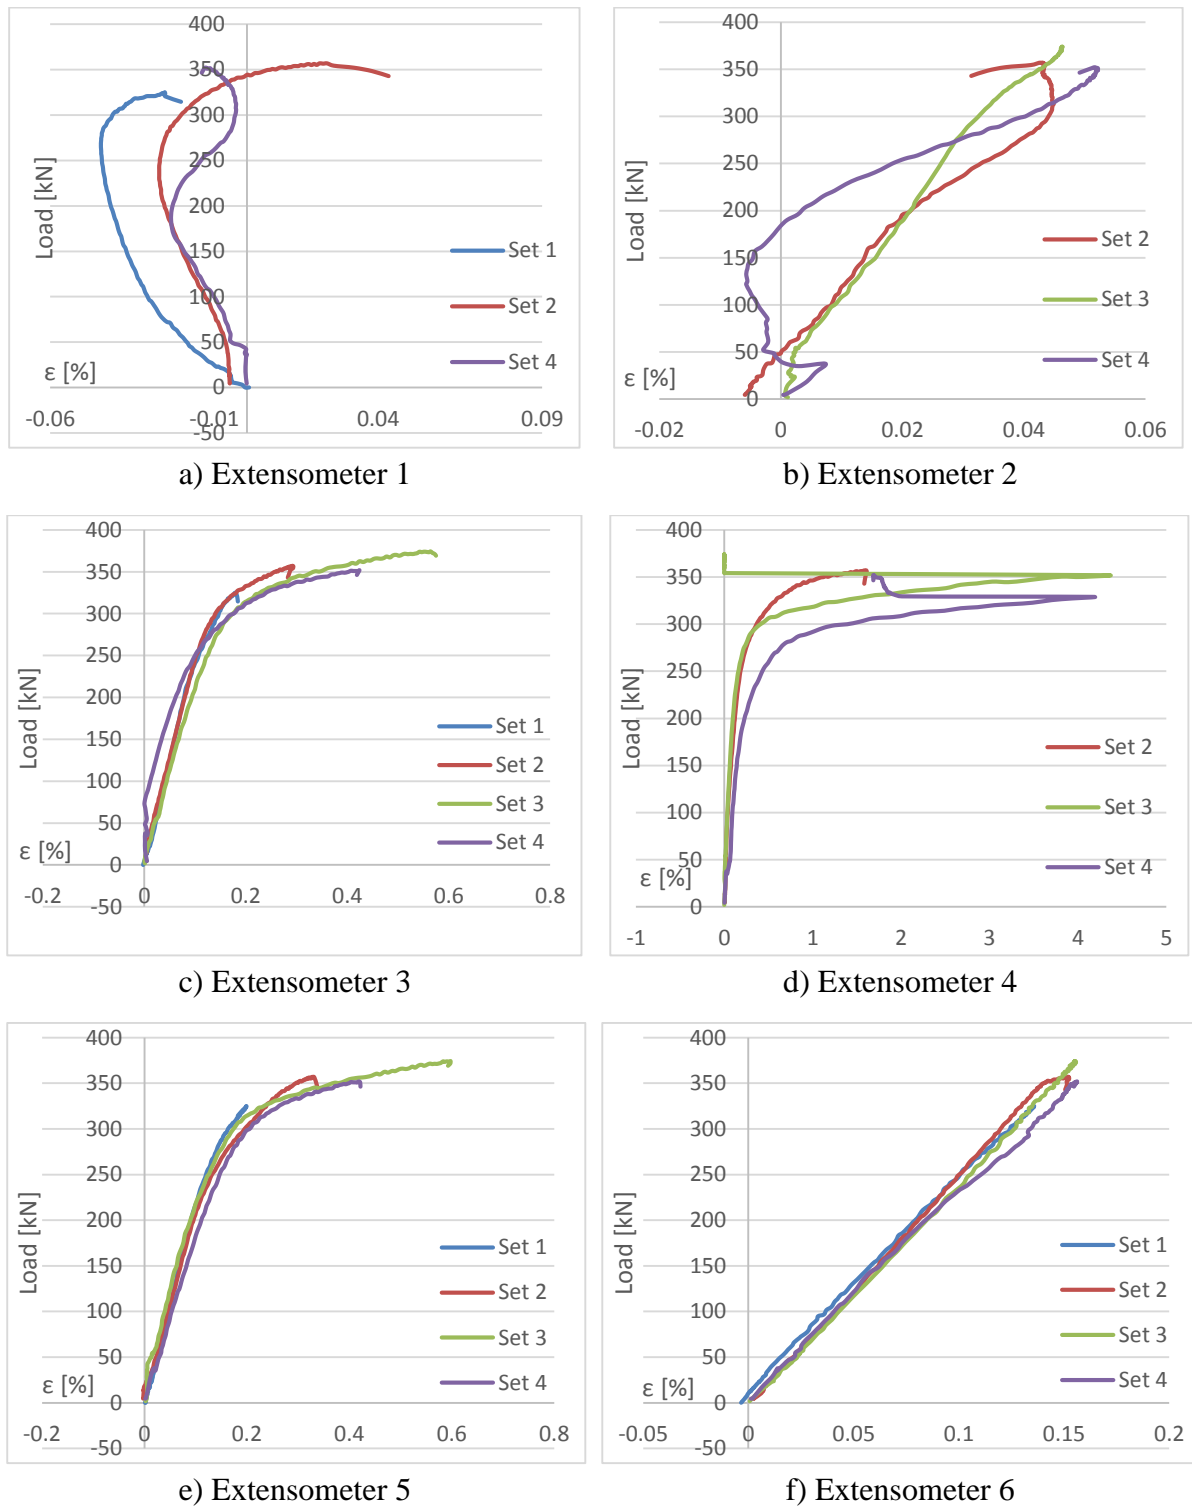 400
350
300
250
200
150
100
50
0
-50
Load [kN]
ε [%]
-0.06
-0.01
0.04
0.09
Set 1
Set 2
Set 4
a) Extensometer 1
400
350
300
250
200
150
100
50
0
Load [kN]
ε [%]
-0.02
0
0.02
0.04
0.06
Set 2
Set 3
Set 4
b) Extensometer 2
400
350
300
250
200
150
100
50
0
-50
Load [kN]
ε [%]
-0.2
0
0.2
0.4
0.6
0.8
Set 1
Set 2
Set 3
Set 4
c) Extensometer 3
400
350
300
250
200
150
100
50
0
Load [kN]
ε [%]
-1
0
1
2
3
4
5
Set 2
Set 3
Set 4
d) Extensometer 4
400
350
300
250
200
150
100
50
0
-50
Load [kN]
ε [%]
-0.2
0
0.2
0.4
0.6
0.8
Set 1
Set 2
Set 3
Set 4
e) Extensometer 5
400
350
300
250
200
150
100
50
0
-50
Load [kN]
ε [%]
-0.05
0
0.05
0.1
0.15
0.2
Set 1
Set 2
Set 3
Set 4
f) Extensometer 6